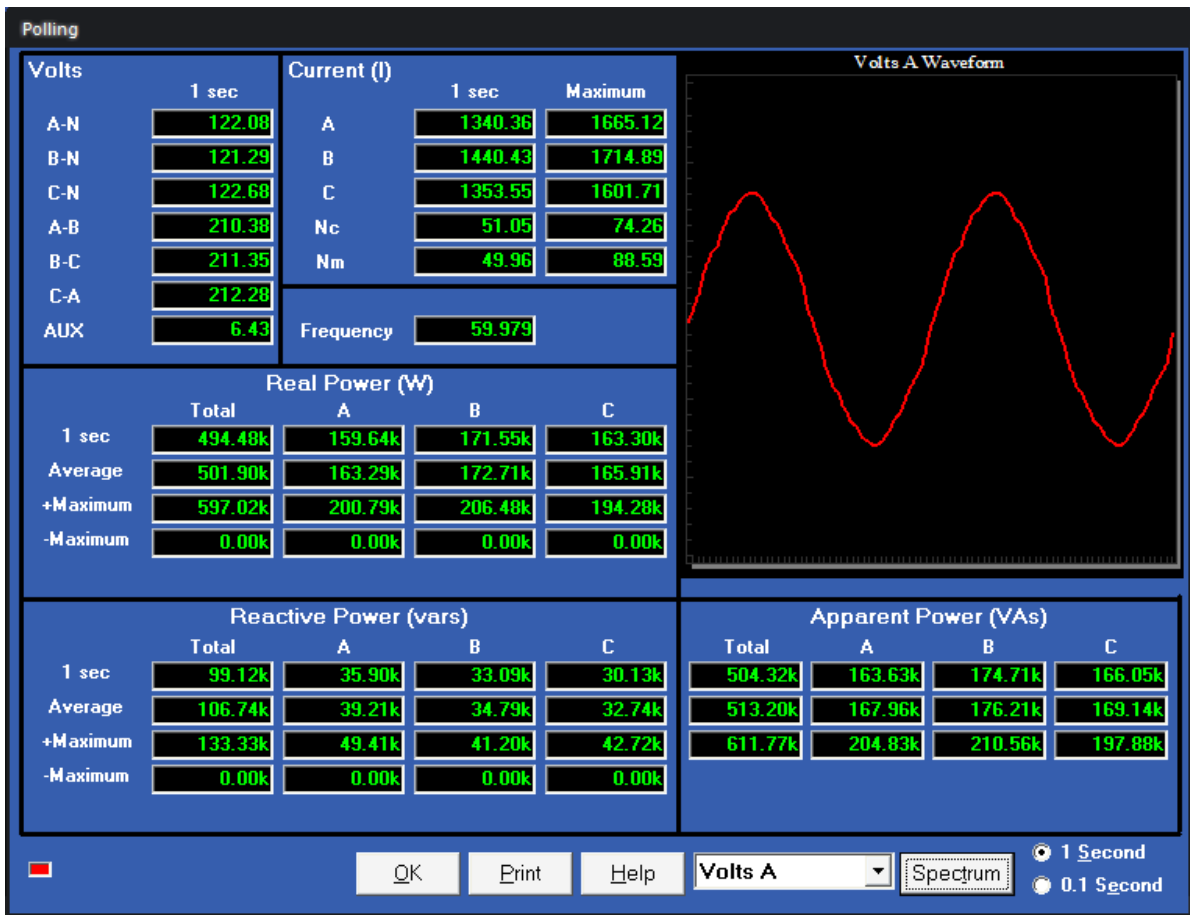 Polling
Volts
1 sec
A-N 122.08
B-N 121.29
C-N 122.68
A-B 210.38
B-C 211.35
C-A 212.28
AUX 6.43
Current (I)
1 sec Maximum
A 1340.36 1665.12
B 1440.43 1714.89
C 1353.55 1601.71
Nc 51.05 74.26
Nm 49.96 88.59
Frequency 59.979
Volts A Waveform
Real Power (W)
Total A B C
1 sec 494.48k 159.64k 171.55k 163.30k
Average 501.90k 163.29k 172.71k 165.91k
+Maximum 597.02k 200.79k 206.48k 194.28k
-Maximum 0.00k 0.00k 0.00k 0.00k
Reactive Power (vars)
Total A B C
1 sec 99.12k 35.90k 33.09k 30.13k
Average 106.74k 39.21k 34.79k 32.74k
+Maximum 133.33k 49.41k 41.20k 42.72k
-Maximum 0.00k 0.00k 0.00k 0.00k
Apparent Power (VAs)
Total A B C
504.32k 163.63k 174.71k 166.05k
513.20k 167.96k 176.21k 169.14k
611.77k 204.83k 210.56k 197.88k
OK Print Help Volts A Spectrum
1 Second
0.1 Second